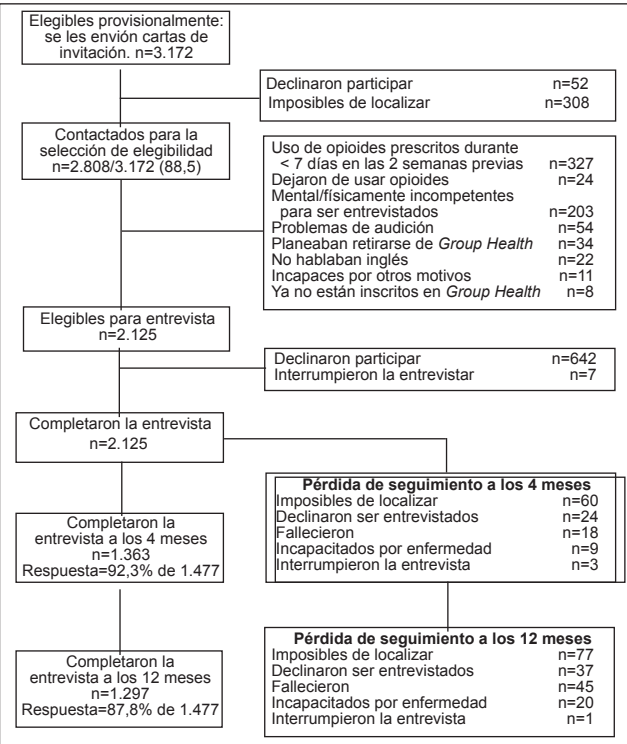 Elegibles provisionalmente:
se les envión cartas de
invitación. n=3.172
Declinaron participar n=52
Imposibles de localizar n=308
Contactados para la
selección de elegibilidad
n=2.808/3.172 (88,5)
Uso de opioides prescritos durante
< 7 días en las 2 semanas previas n=327
Dejaron de usar opioides n=24
Mental/físicamente incompetentes
para ser entrevistados n=203
Problemas de audición n=54
Planeaban retirarse de Group Health n=34
No hablaban inglés n=22
Incapaces por otros motivos n=11
Ya no están inscritos en Group Health n=8
Elegibles para entrevista
n=2.125
Declinaron participar n=642
Interrumpieron la entrevistar n=7
Completaron la entrevista
n=2.125
Pérdida de seguimiento a los 4 meses
Imposibles de localizar n=60
Declinaron ser entrevistados n=24
Fallecieron n=18
Incapacitados por enfermedad n=9
Interrumpieron la entrevista n=3
Completaron la
entrevista a los 4 meses
n=1.363
Respuesta=92,3% de 1.477
Pérdida de seguimiento a los 12 meses
Imposibles de localizar n=77
Declinaron ser entrevistados n=37
Fallecieron n=45
Incapacitados por enfermedad n=20
Interrumpieron la entrevista n=1
Completaron la
entrevista a los 12 meses
n=1.297
Respuesta=87,8% de 1.477